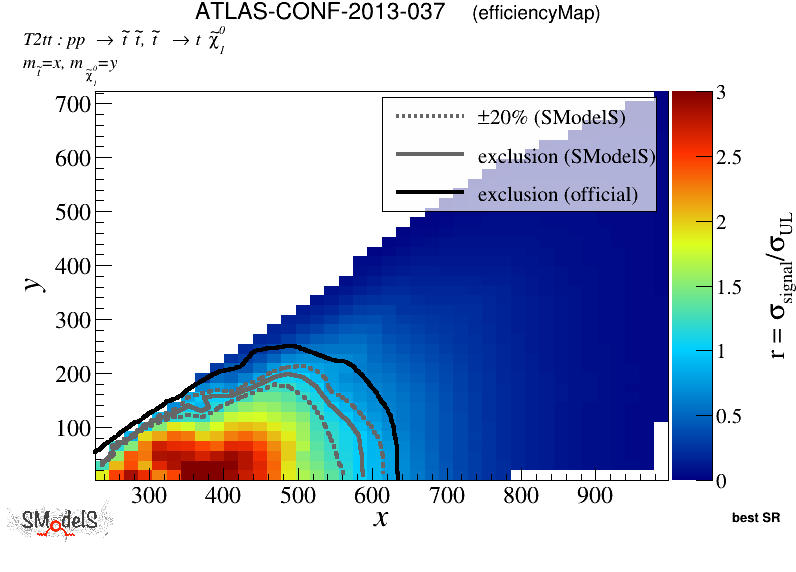 ATLAS-CONF-2013-037 (efficiencyMap)
T2tt : pp → t̃ t̃, t̃ → t χ̃⁰₁
m_t̃=x, m_χ̃⁰₁=y
±20% (SModelS)
exclusion (SModelS)
exclusion (official)
700
600
500
400
300
200
100
y
300 400 500 600 700 800 900
x
3
2.5
2
1.5
1
0.5
0
r = σ_signal/σ_UL
SModelS
best SR